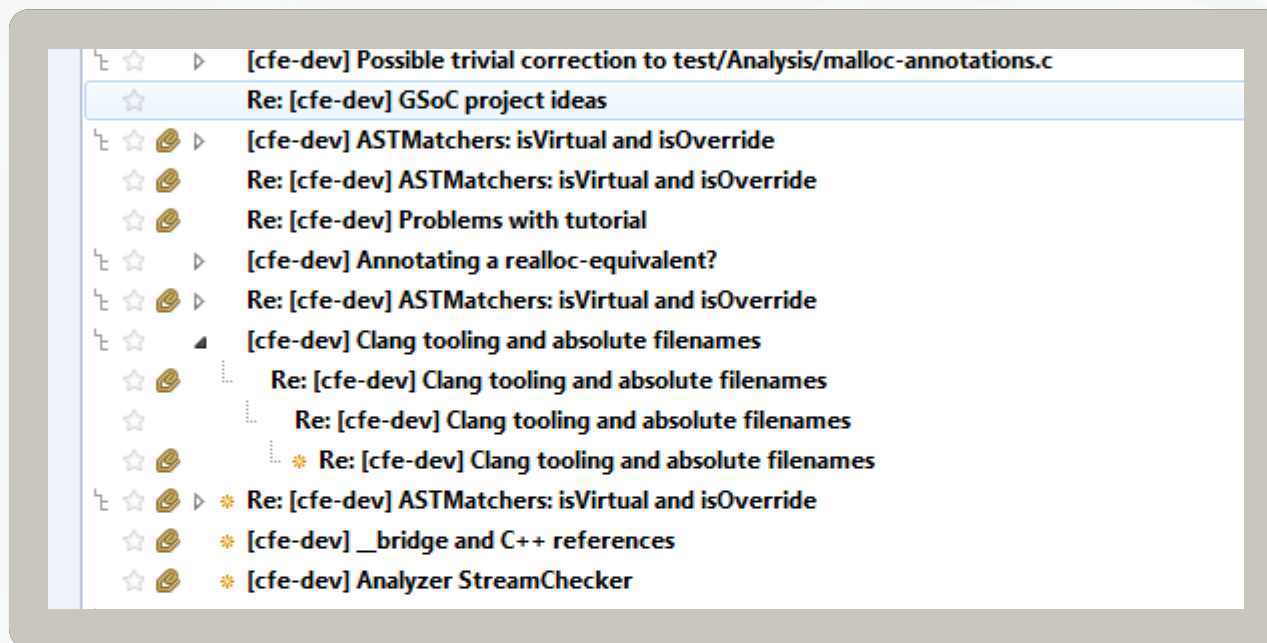 [cfe-dev] Possible trivial correction to test/Analysis/malloc-annotations.c
Re: [cfe-dev] GSoC project ideas
[cfe-dev] ASTMatchers: isVirtual and isOverride
Re: [cfe-dev] ASTMatchers: isVirtual and isOverride
Re: [cfe-dev] Problems with tutorial
[cfe-dev] Annotating a realloc-equivalent?
Re: [cfe-dev] ASTMatchers: isVirtual and isOverride
[cfe-dev] Clang tooling and absolute filenames
Re: [cfe-dev] Clang tooling and absolute filenames
Re: [cfe-dev] Clang tooling and absolute filenames
Re: [cfe-dev] Clang tooling and absolute filenames
Re: [cfe-dev] ASTMatchers: isVirtual and isOverride
[cfe-dev] __bridge and C++ references
[cfe-dev] Analyzer StreamChecker